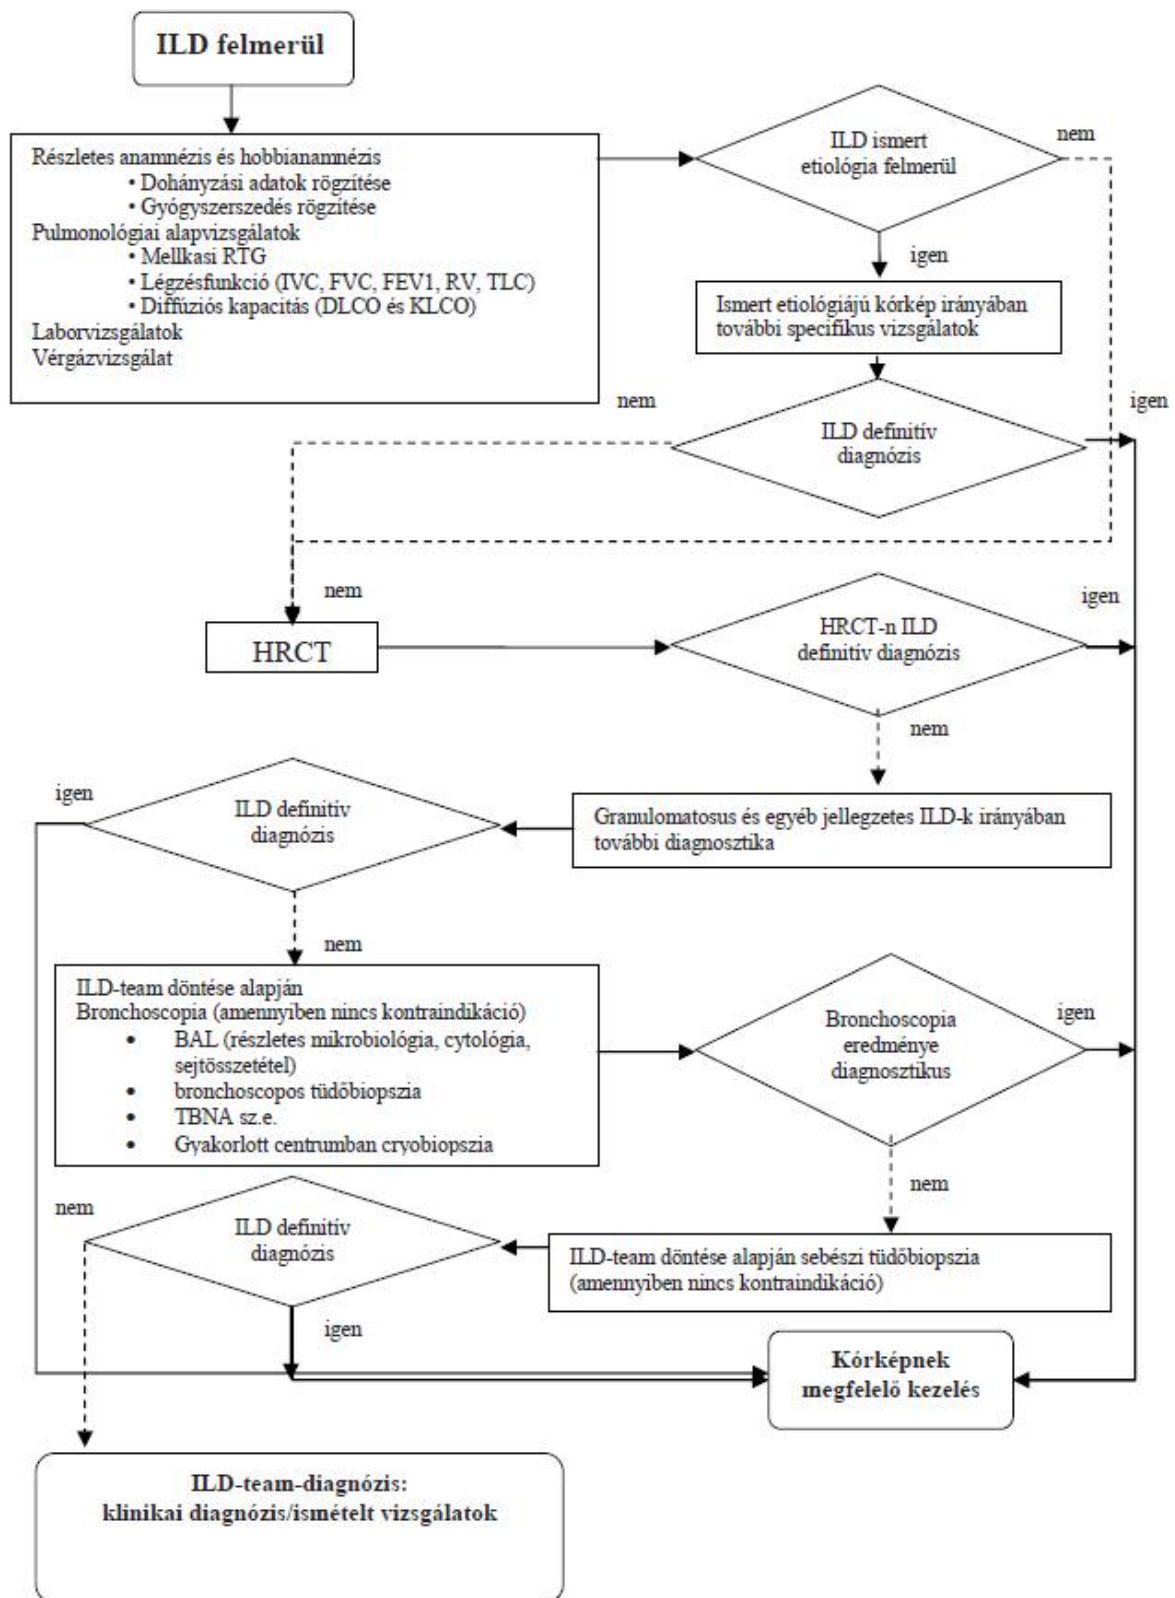 ILD felmerül
Részletes anamnézis és hobbianamnézis
• Dohányzási adatok rögzítése
• Gyógyszerszedés rögzítése
Pulmonológiai alapvizsgálatok
• Mellkasi RTG
• Légzésfunkció (IVC, FVC, FEV1, RV, TLC)
• Diffúziós kapacitás (DLCO és KLCO)
Laborvizsgálatok
Vérgázvizsgálat
ILD ismert
etiológia felmerül
nem
igen
Ismert etiológiájú kórkép irányában
további specifikus vizsgálatok
nem
ILD definitív
diagnózis
igen
nem
HRCT
HRCT-n ILD
definitív diagnózis
igen
nem
Granulomatosus és egyéb jellegzetes ILD-k irányában
további diagnosztika
igen
ILD definitív
diagnózis
nem
ILD-team döntése alapján
Bronchoscopia (amennyiben nincs kontraindikáció)
• BAL (részletes mikrobiológia, cytológia,
sejtösszetétel)
• bronchoscopos tüdőbiopszia
• TBNA sz.e.
• Gyakorlott centrumban cryobiopszia
Bronchoscopia
eredménye
diagnosztikus
igen
nem
ILD-team döntése alapján sebészi tüdőbiopszia
(amennyiben nincs kontraindikáció)
nem
ILD definitív
diagnózis
igen
Kórképnek
megfelelő kezelés
ILD-team-diagnózis:
klinikai diagnózis/ismételt vizsgálatok